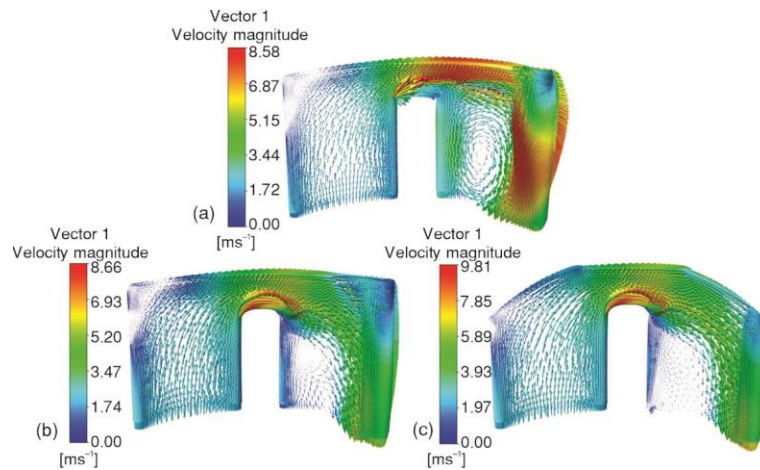 Vector 1
Velocity magnitude
8.58
6.87
5.15
3.44
1.72
0.00
[ms⁻¹]
(a)
Vector 1
Velocity magnitude
8.66
6.93
5.20
3.47
1.74
0.00
[ms⁻¹]
(b)
Vector 1
Velocity magnitude
9.81
7.85
5.89
3.93
1.97
0.00
[ms⁻¹]
(c)